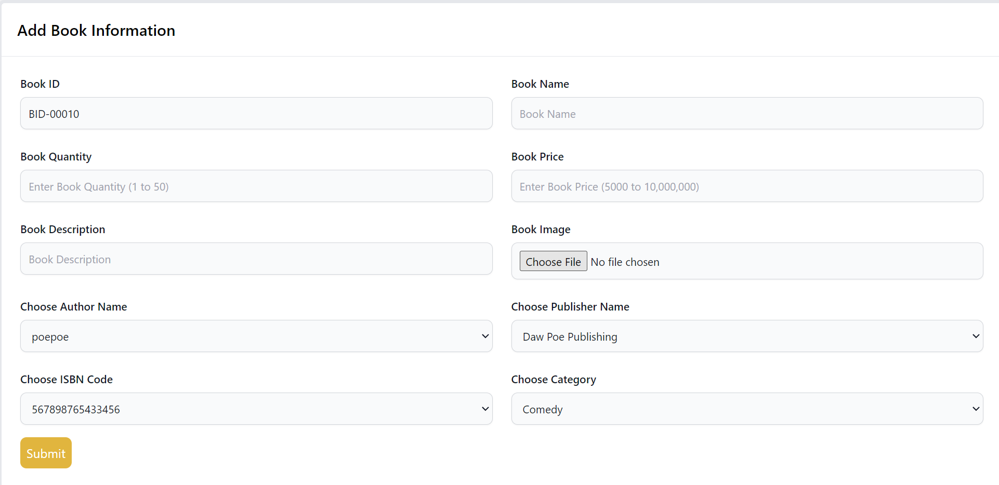 Add Book Information
Book ID
Book Name
BID-00010
Book Name
Book Quantity
Book Price
Enter Book Quantity (1 to 50)
Enter Book Price (5000 to 10,000,000)
Book Description
Book Image
Book Description
Choose File No file chosen
Choose Author Name
Choose Publisher Name
poepoe
Daw Poe Publishing
Choose ISBN Code
Choose Category
567898765433456
Comedy
Submit